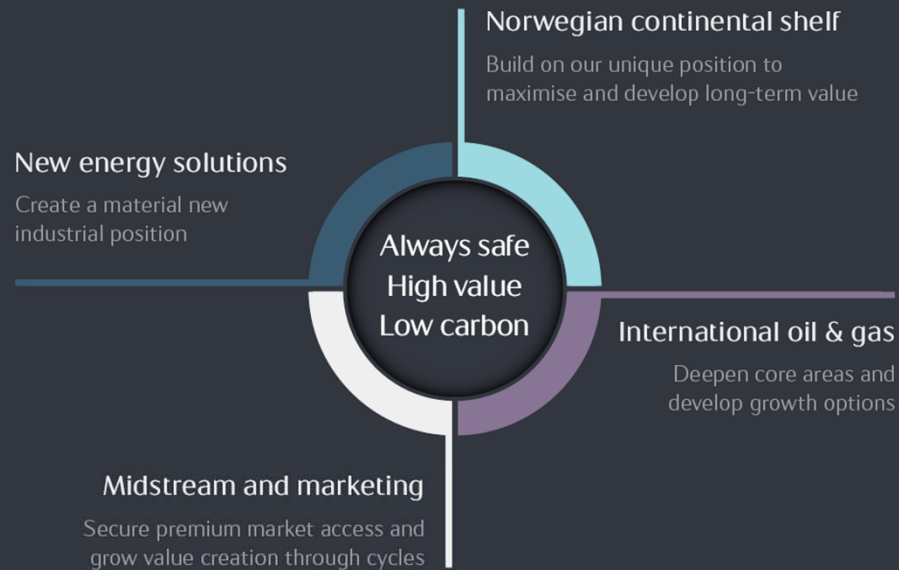 Norwegian continental shelf
Build on our unique position to
maximise and develop long-term value
New energy solutions
Create a material new
industrial position
Always safe
High value
Low carbon
International oil & gas
Deepen core areas and
develop growth options
Midstream and marketing
Secure premium market access and
grow value creation through cycles